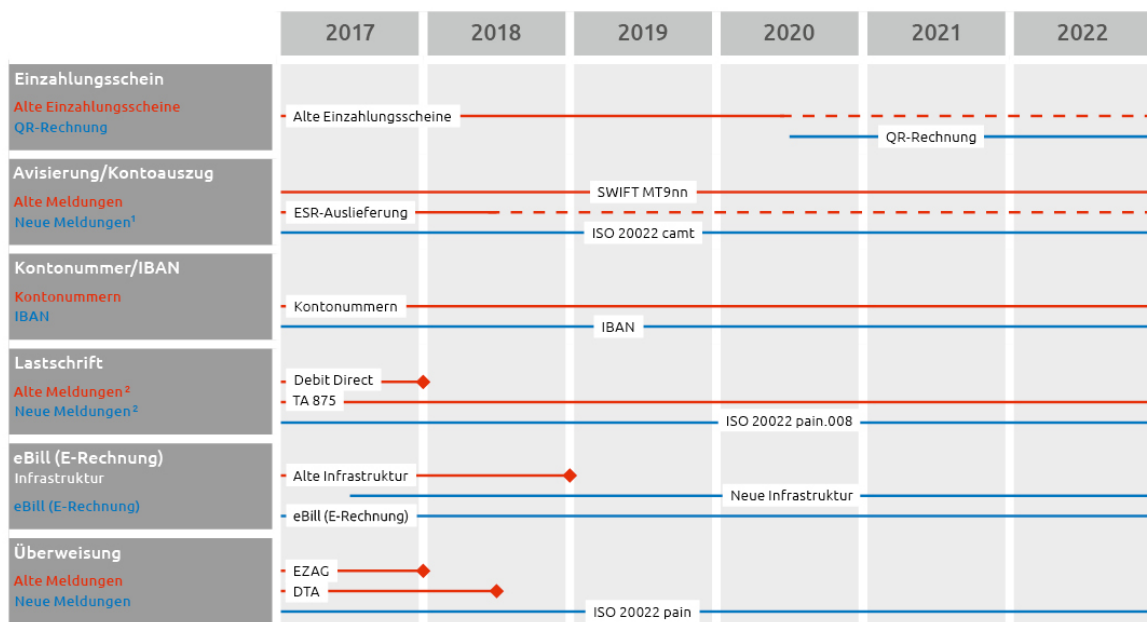 2017 2018 2019 2020 2021 2022
Einzahlungsschein
Alte Einzahlungsscheine
QR-Rechnung
Alte Einzahlungsscheine
QR-Rechnung
Avisierung/Kontoauszug
Alte Meldungen
Neue Meldungen¹
SWIFT MT9nn
ESR-Auslieferung
ISO 20022 camt
Kontonummer/IBAN
Kontonummern
IBAN
Kontonummern
IBAN
Lastschrift
Alte Meldungen²
Neue Meldungen²
Debit Direct
TA 875
ISO 20022 pain.008
eBill (E-Rechnung)
Infrastruktur
eBill (E-Rechnung)
Alte Infrastruktur
Neue Infrastruktur
eBill (E-Rechnung)
Überweisung
Alte Meldungen
Neue Meldungen
EZAG
DTA
ISO 20022 pain